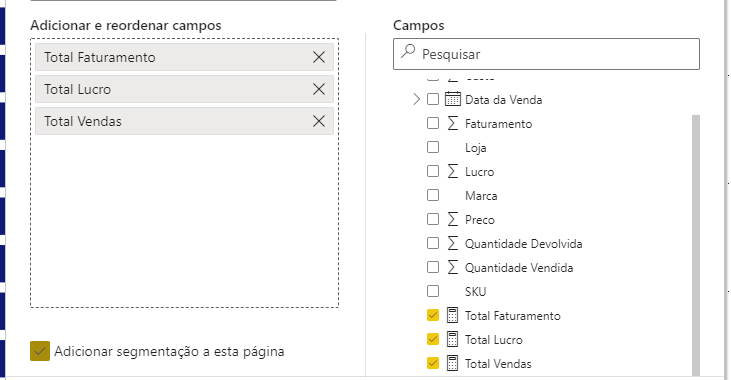 Adicionar e reordenar campos
Total Faturamento
Total Lucro
Total Vendas
Adicionar segmentação a esta página
Campos
Pesquisar
Data da Venda
Faturamento
Loja
Lucro
Marca
Preco
Quantidade Devolvida
Quantidade Vendida
SKU
Total Faturamento
Total Lucro
Total Vendas